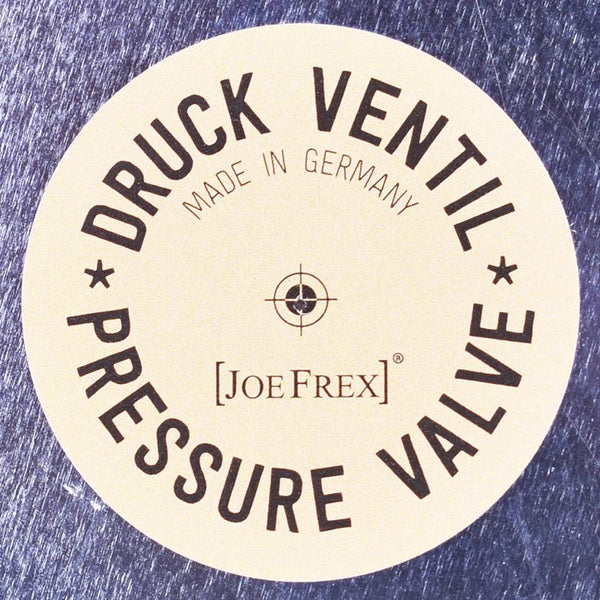 DRUCK VENTIL
MADE IN GERMANY
[JOEFREX]®
* PRESSURE VALVE *